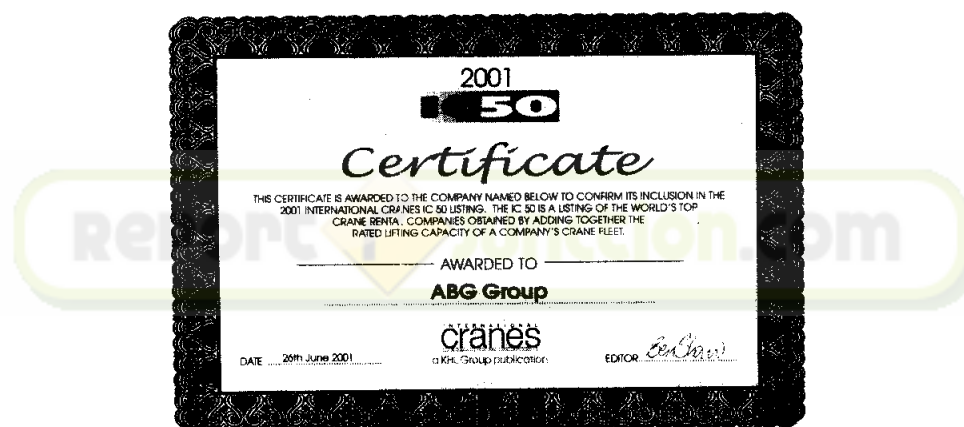 2001
IC 50
Certificate
THIS CERTIFICATE IS AWARDED TO THE COMPANY NAMED BELOW TO CONFIRM ITS INCLUSION IN THE
2001 INTERNATIONAL CRANES IC 50 LISTING. THE IC 50 IS A LISTING OF THE WORLD'S TOP
CRANE RENTA COMPANIES OBTAINED BY ADDING TOGETHER THE
RATED LIFTING CAPACITY OF A COMPANY'S CRANE FLEET.
AWARDED TO
ABG Group
INTERNATIONAL
cranes
a KHL Group publication
DATE 26th June 2001
EDITOR Ben Shaw